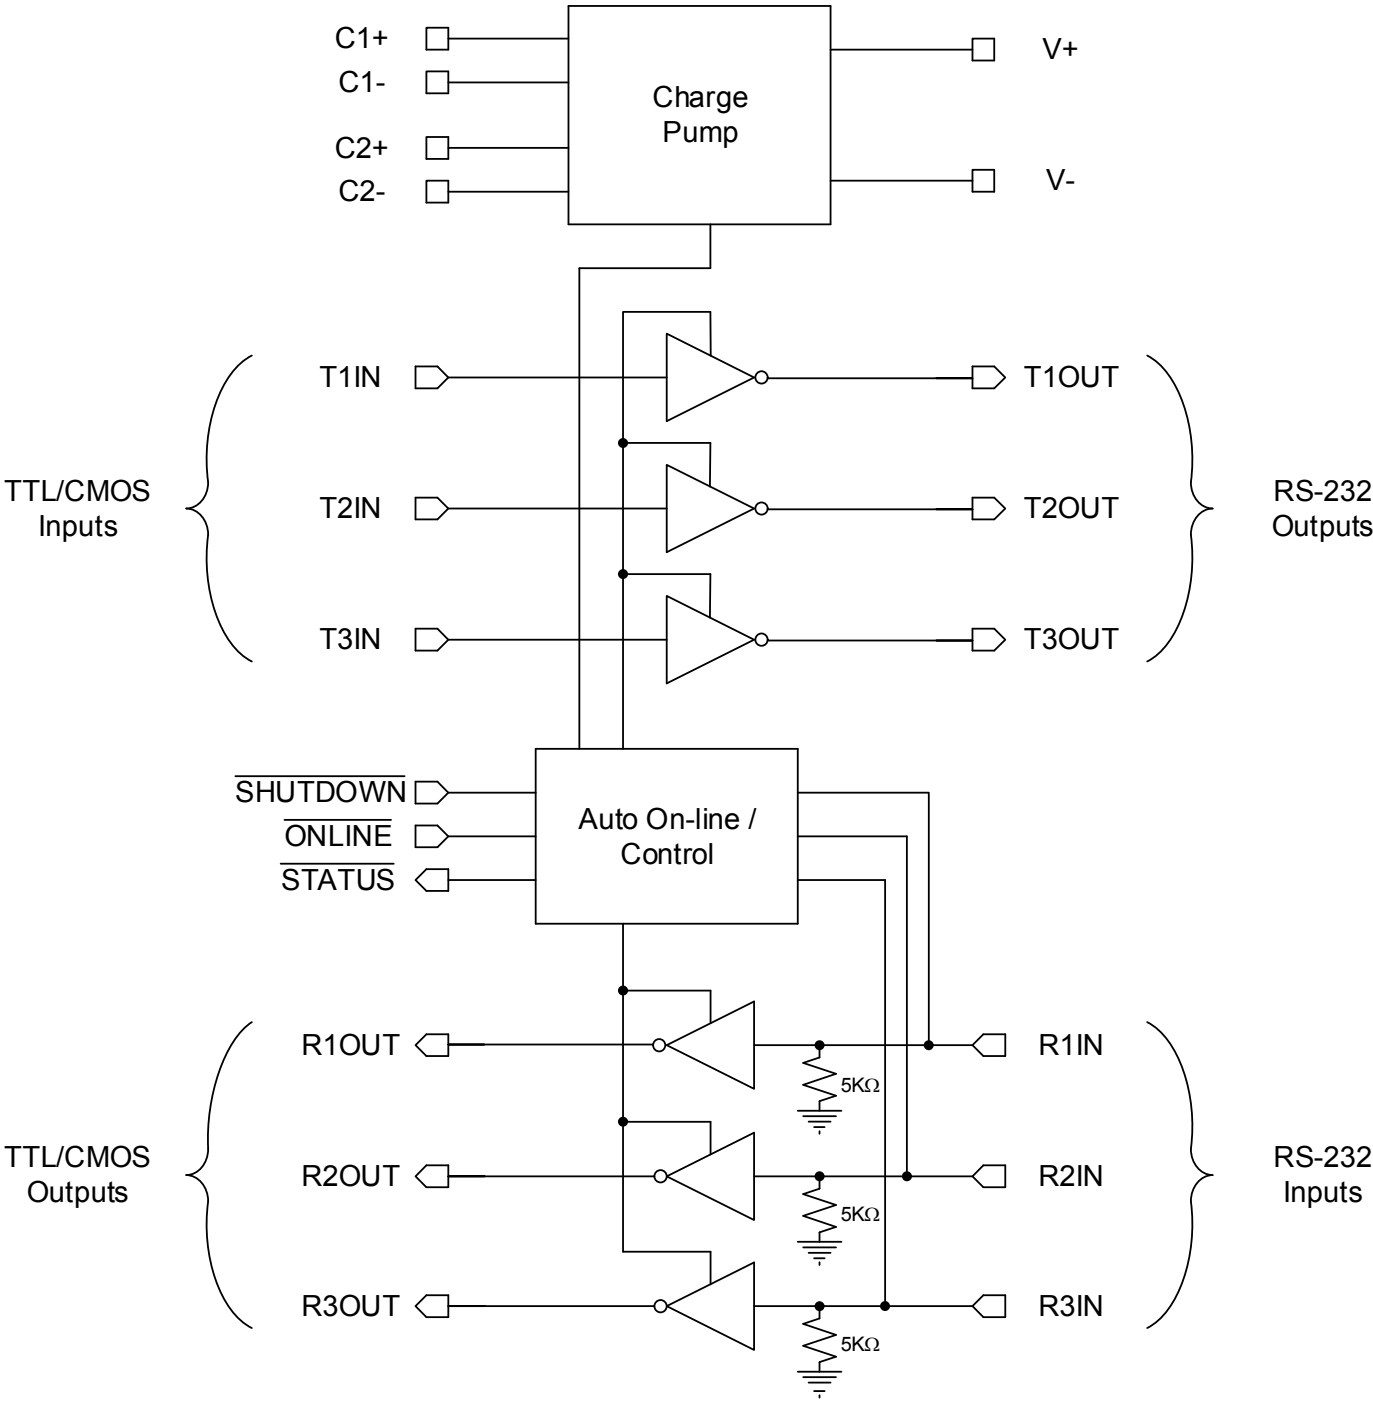 C1+
C1-
C2+
C2-
Charge
Pump
V+
V-
TTL/CMOS
Inputs
T1IN
T2IN
T3IN
T1OUT
T2OUT
T3OUT
RS-232
Outputs
SHUTDOWN
ONLINE
STATUS
Auto On-line /
Control
TTL/CMOS
Outputs
R1OUT
R2OUT
R3OUT
5KΩ
5KΩ
5KΩ
R1IN
R2IN
R3IN
RS-232
Inputs